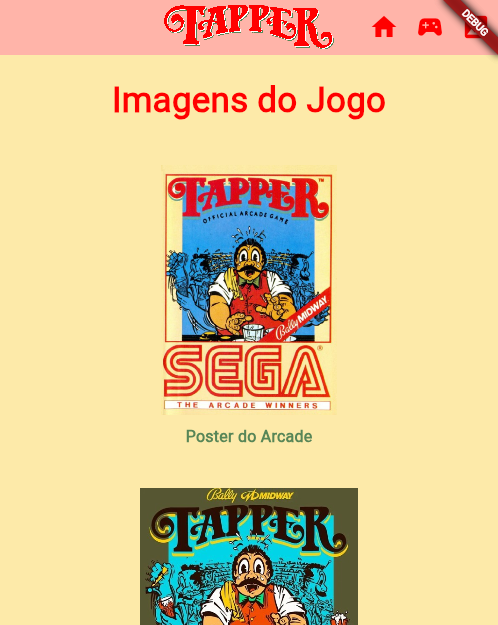 TAPPER
DEBUG
Imagens do Jogo
TAPPER™
OFFICIAL ARCADE GAME
Bally MIDWAY
SEGA®
THE ARCADE WINNERS
Poster do Arcade
Bally MIDWAY
TAPPER